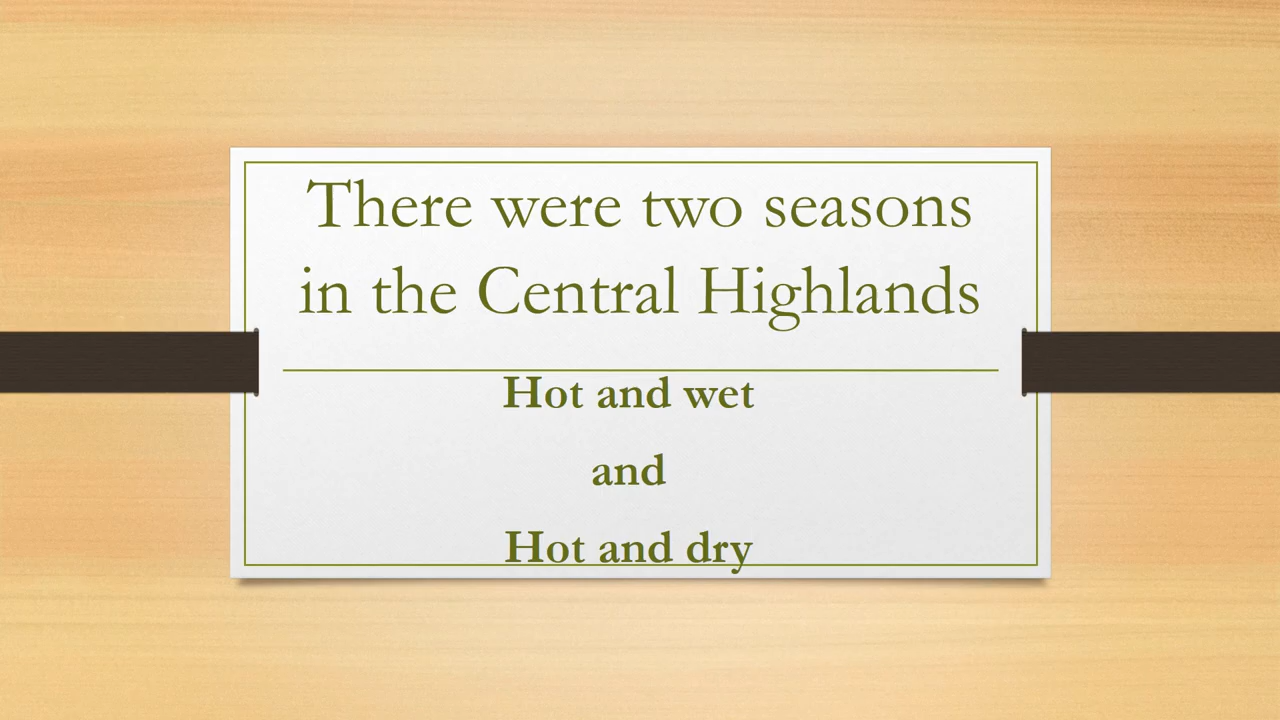 There were two seasons
in the Central Highlands
Hot and wet
and
Hot and dry